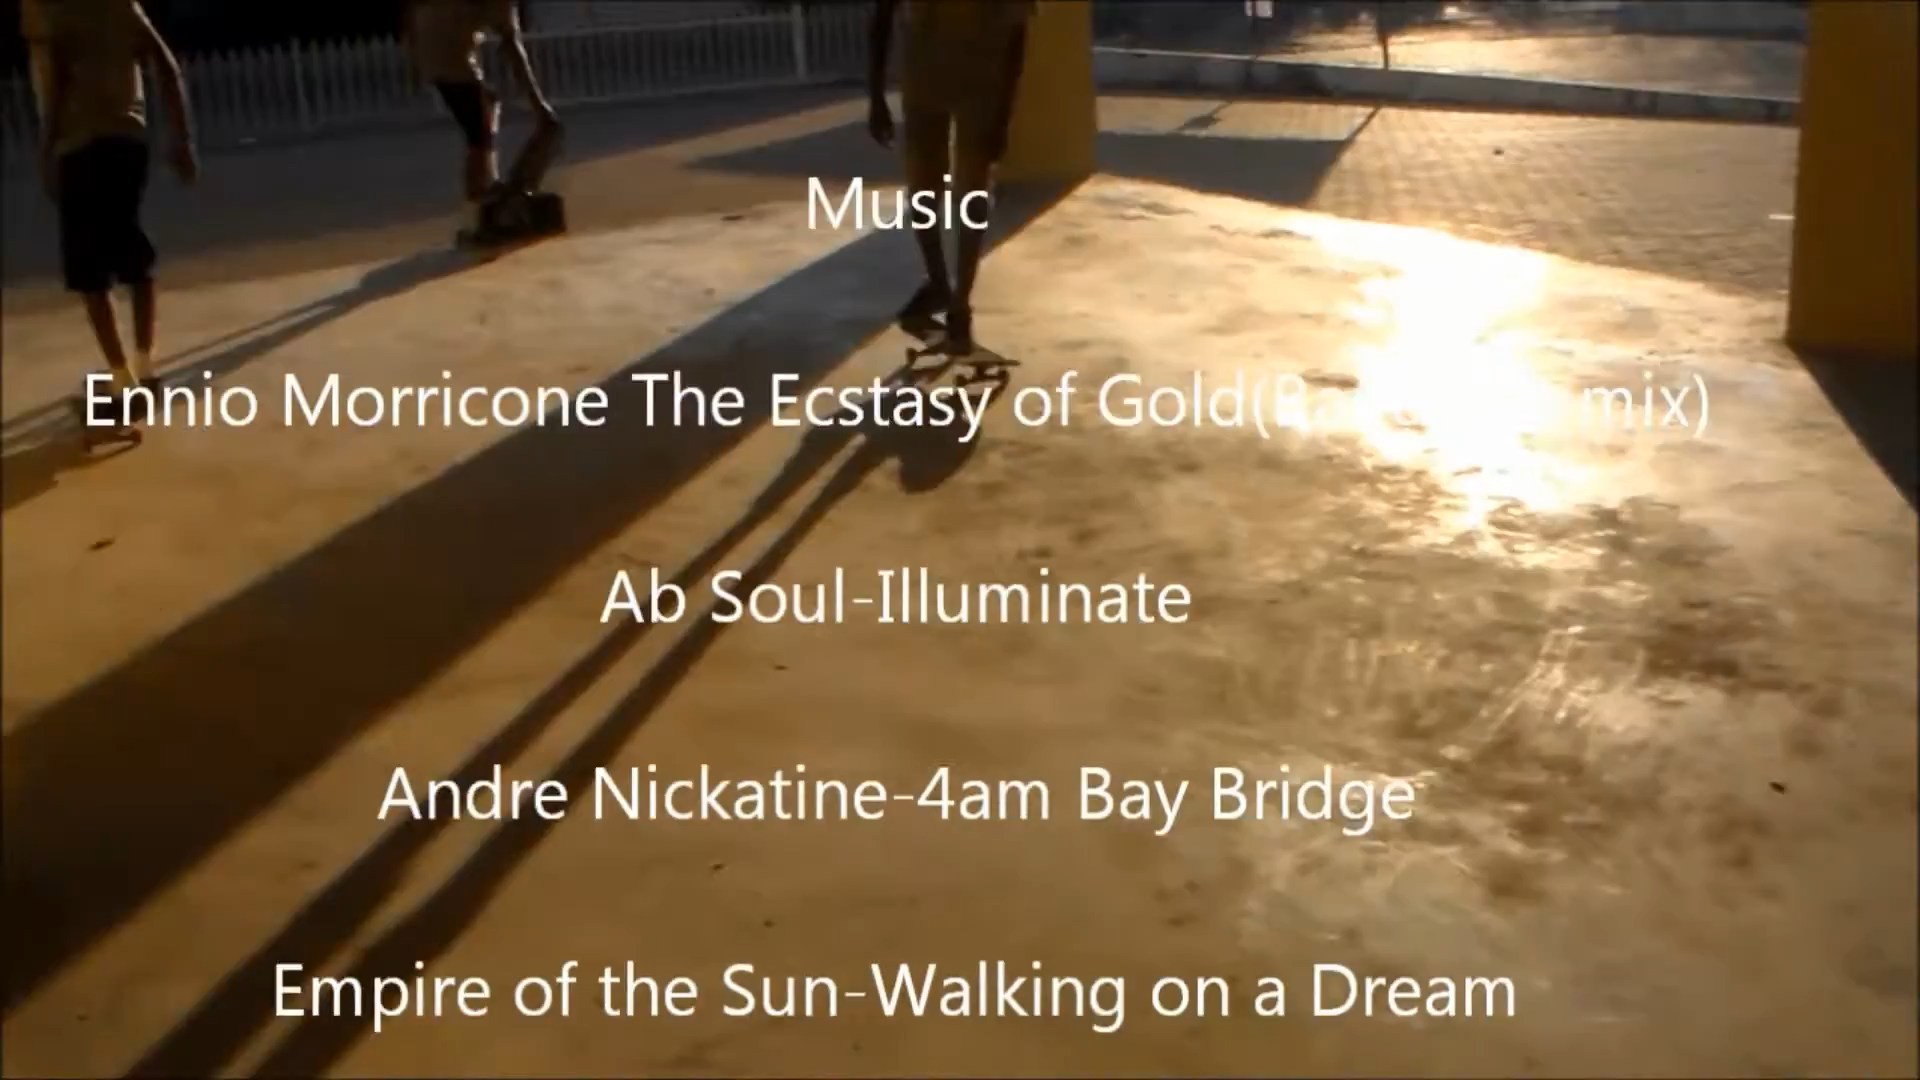 Music
Ennio Morricone The Ecstasy of Gold( mix)
Ab Soul-Illuminate
Andre Nickatine-4am Bay Bridge
Empire of the Sun-Walking on a Dream